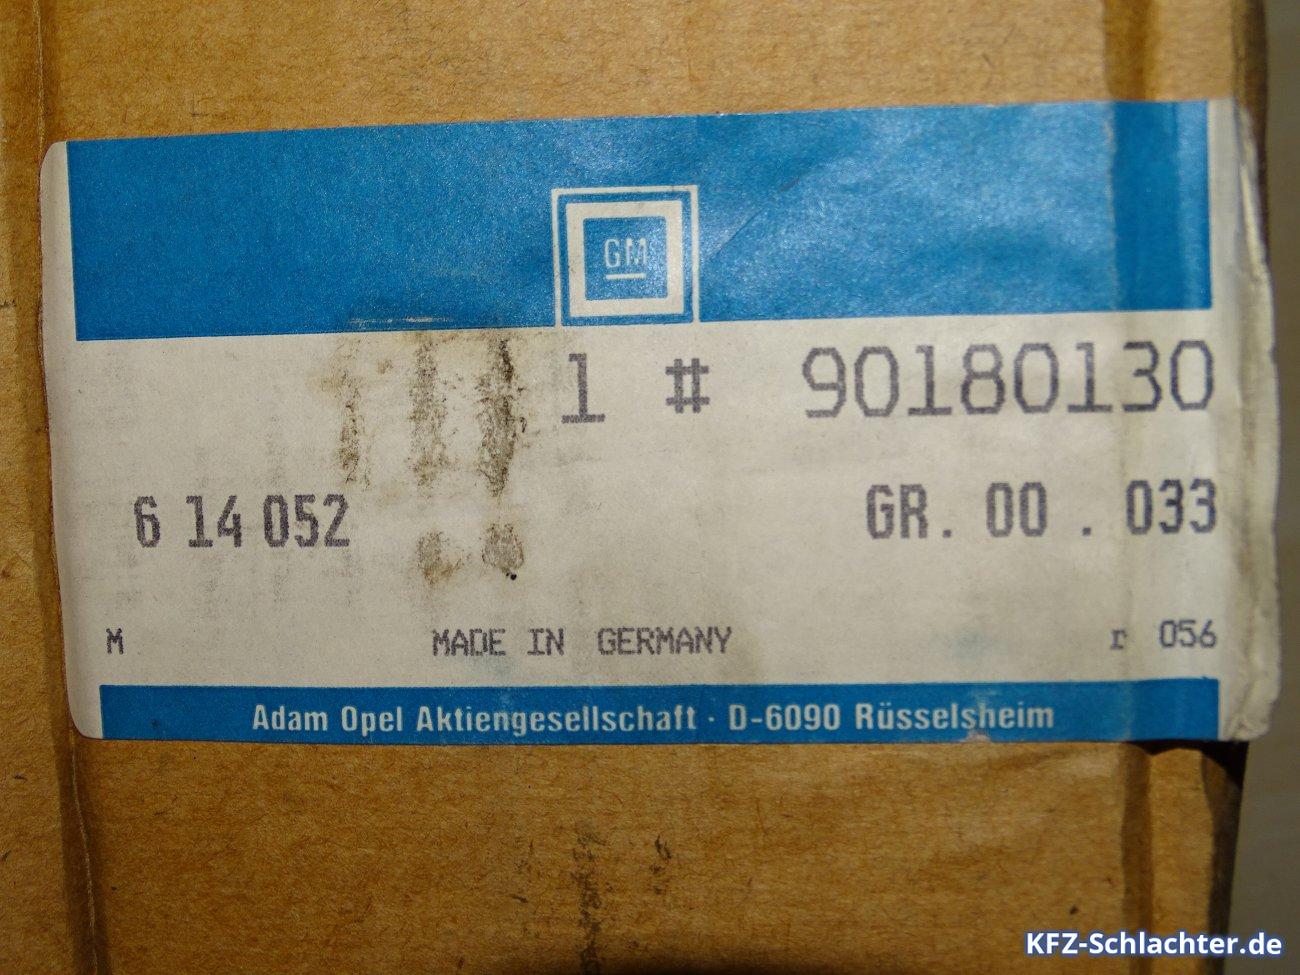 GM
1 # 90180130
6 14 052 GR. 00 . 033
M MADE IN GERMANY r 056
Adam Opel Aktiengesellschaft · D-6090 Rüsselsheim
KFZ-Schlachter.de